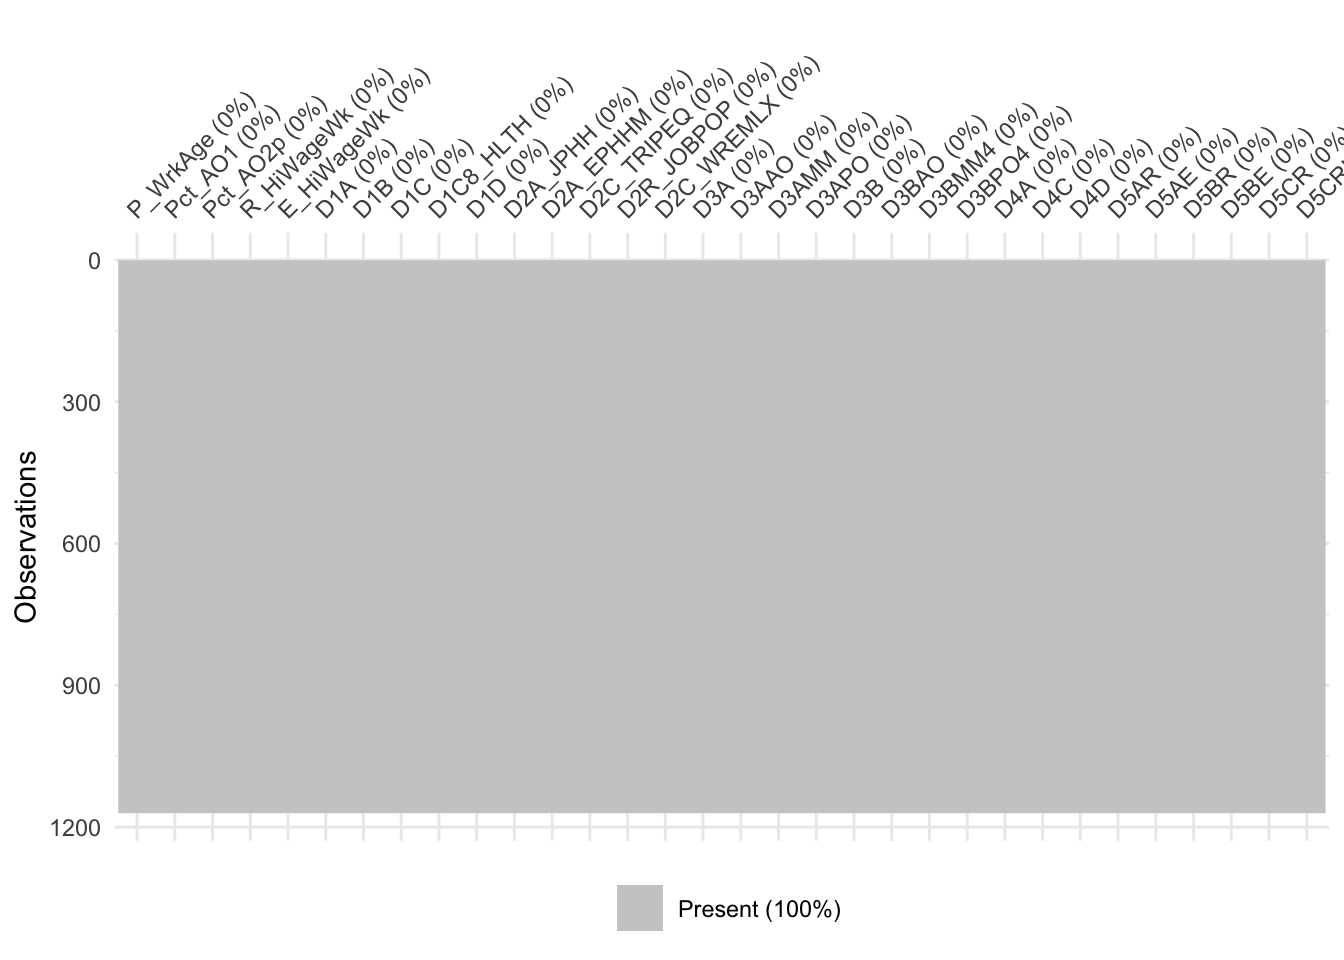 P_WrkAge (0%)
Pct_AO1 (0%)
Pct_AO2p (0%)
R_HiWageWk (0%)
E_HiWageWk (0%)
D1A (0%)
D1B (0%)
D1C (0%)
D1C8_HLTH (0%)
D1D (0%)
D2A_JPHH (0%)
D2A_EPHHM (0%)
D2C_TRIPEQ (0%)
D2R_JOBPOP (0%)
D2C_WREMLX (0%)
D3A (0%)
D3AAO (0%)
D3AMM (0%)
D3APO (0%)
D3B (0%)
D3BAO (0%)
D3BMM4 (0%)
D3BPO4 (0%)
D4A (0%)
D4C (0%)
D4D (0%)
D5AR (0%)
D5AE (0%)
D5BR (0%)
D5BE (0%)
D5CR (0%
D5CR
0
300
600
900
1200
Observations
Present (100%)